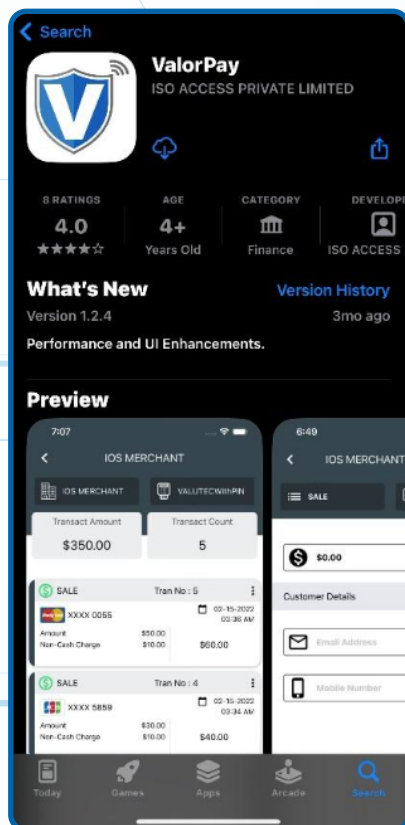 Search
ValorPay
ISO ACCESS PRIVATE LIMITED
8 RATINGS
AGE
CATEGORY
DEVELOPE
4.0
4+
Years Old
Finance
ISO ACCESS
What's New
Version History
Version 1.2.4
3mo ago
Performance and UI Enhancements.
Preview
7:07
IOS MERCHANT
IOS MERCHANT
VALUTECWithPIN
Transact Amount
Transact Count
$350.00
5
SALE
Tran No : 5
XXXX 0055
02-15-2022
03:36 AM
Amount
$50.00
Non-Cash Charge
$10.00
$60.00
SALE
Tran No : 4
XXXX 5859
02-15-2022
03:34 AM
Amount
$30.00
Non-Cash Charge
$10.00
$40.00
6:49
IOS MERCHANT
SALE
$0.00
Customer Details
Email Address
Mobile Number
Today
Games
Apps
Arcade
Search